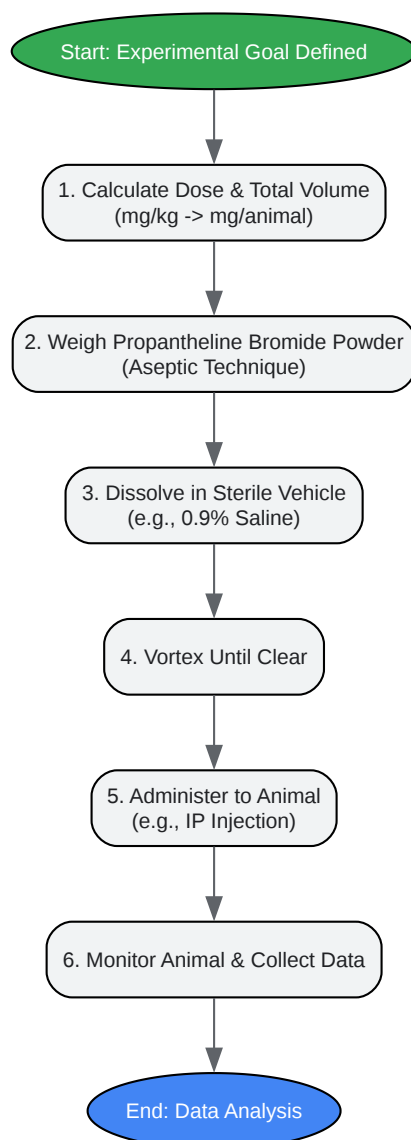 Start: Experimental Goal Defined
1. Calculate Dose & Total Volume
(mg/kg -> mg/animal)
2. Weigh Propantheline Bromide Powder
(Aseptic Technique)
3. Dissolve in Sterile Vehicle
(e.g., 0.9% Saline)
4. Vortex Until Clear
5. Administer to Animal
(e.g., IP Injection)
6. Monitor Animal & Collect Data
End: Data Analysis